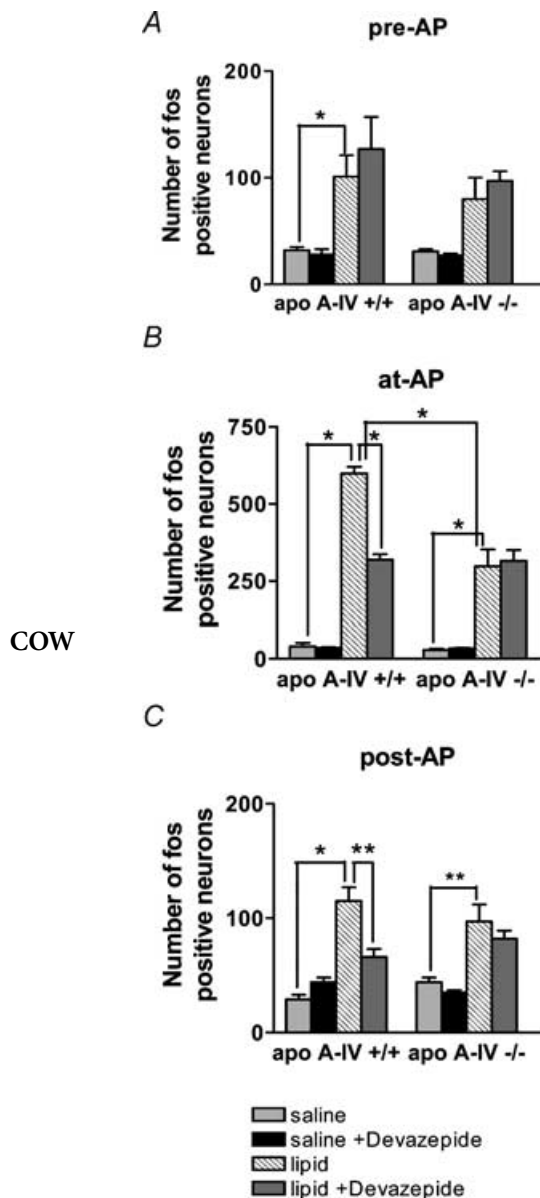 A
pre-AP
Number of fos
positive neurons
200
100
0
*
apo A-IV +/+ apo A-IV -/-
B
at-AP
Number of fos
positive neurons
750
500
250
0
* * * *
apo A-IV +/+ apo A-IV -/-
COW
C
post-AP
Number of fos
positive neurons
200
100
0
* ** **
apo A-IV +/+ apo A-IV -/-
saline
saline +Devazepide
lipid
lipid +Devazepide